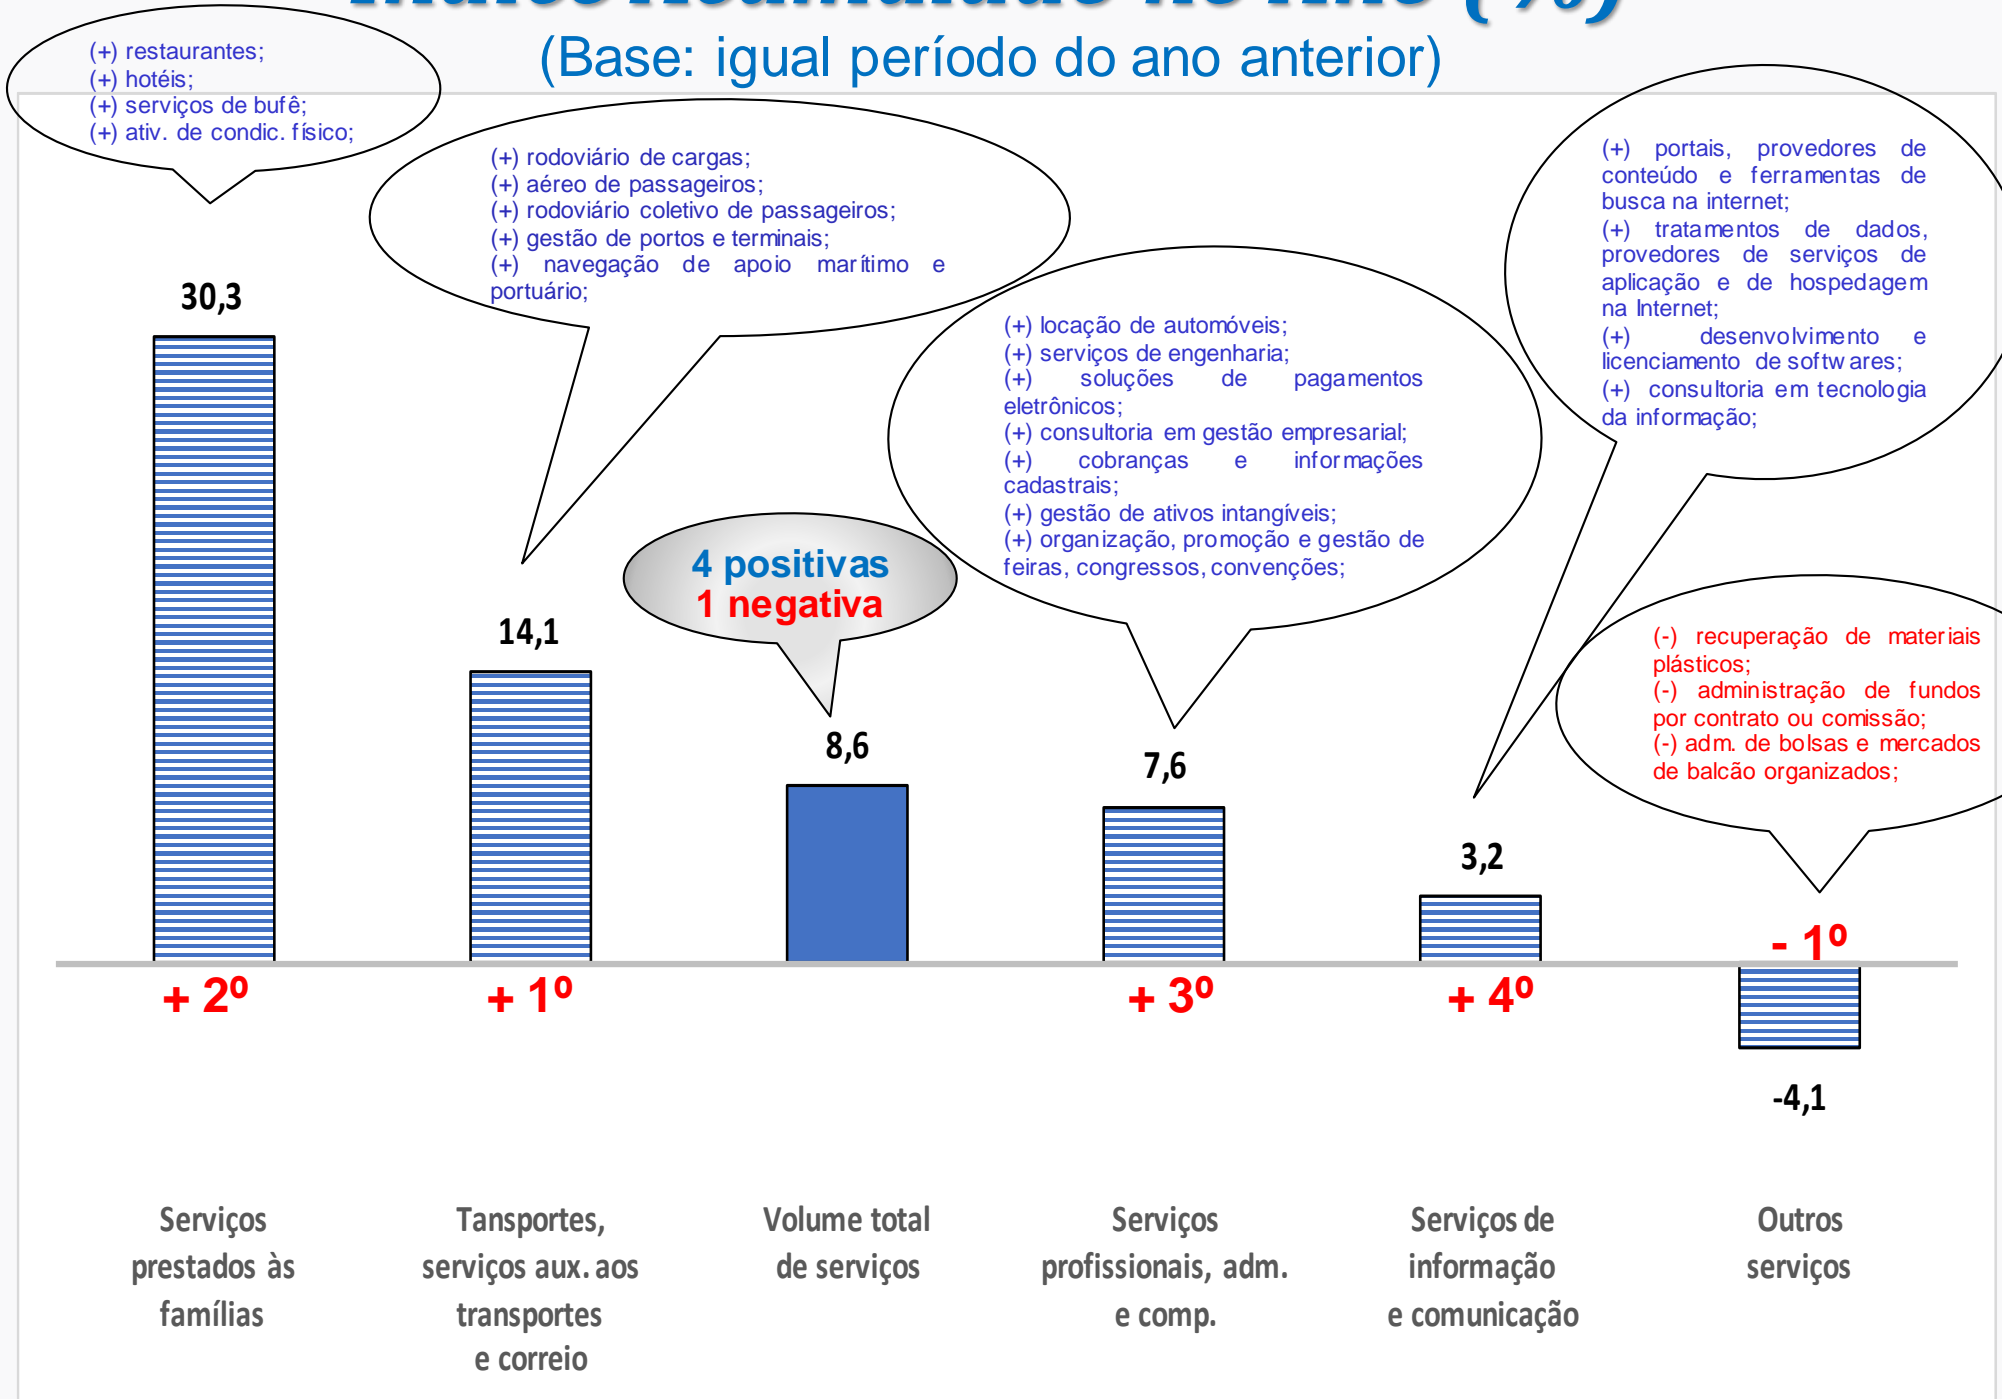 Índice Acumulado no Ano (%)
(Base: igual período do ano anterior)
(+) restaurantes;
(+) hotéis;
(+) serviços de bufê;
(+) ativ. de condic. físico;
(+) rodoviário de cargas;
(+) aéreo de passageiros;
(+) rodoviário coletivo de passageiros;
(+) gestão de portos e terminais;
(+) navegação de apoio marítimo e
portuário;
(+) locação de automóveis;
(+) serviços de engenharia;
(+) soluções de pagamentos
eletrônicos;
(+) consultoria em gestão empresarial;
(+) cobranças e informações
cadastrais;
(+) gestão de ativos intangíveis;
(+) organização, promoção e gestão de
feiras, congressos, convenções;
(+) portais, provedores de
conteúdo e ferramentas de
busca na internet;
(+) tratamentos de dados,
provedores de serviços de
aplicação e de hospedagem
na Internet;
(+) desenvolvimento e
licenciamento de softwares;
(+) consultoria em tecnologia
da informação;
(-) recuperação de materiais
plásticos;
(-) administração de fundos
por contrato ou comissão;
(-) adm. de bolsas e mercados
de balcão organizados;
4 positivas
1 negativa
30,3
14,1
8,6
7,6
3,2
-4,1
+ 2º
+ 1º
+ 3º
+ 4º
- 1º
Serviços
prestados às
famílias
Tansportes,
serviços aux. aos
transportes
e correio
Volume total
de serviços
Serviços
profissionais, adm.
e comp.
Serviços de
informação
e comunicação
Outros
serviços